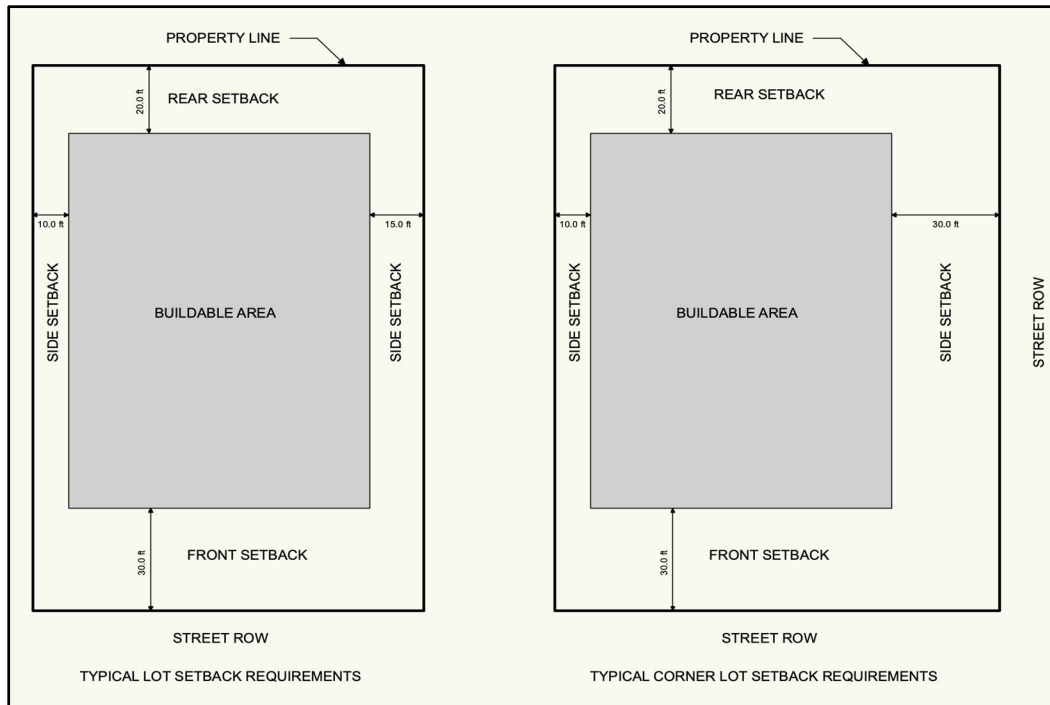 PROPERTY LINE
20.0 ft
REAR SETBACK
10.0 ft
15.0 ft
SIDE SETBACK
BUILDABLE AREA
SIDE SETBACK
30.0 ft
FRONT SETBACK
STREET ROW
TYPICAL LOT SETBACK REQUIREMENTS
PROPERTY LINE
20.0 ft
REAR SETBACK
10.0 ft
30.0 ft
SIDE SETBACK
BUILDABLE AREA
SIDE SETBACK
STREET ROW
30.0 ft
FRONT SETBACK
STREET ROW
TYPICAL CORNER LOT SETBACK REQUIREMENTS